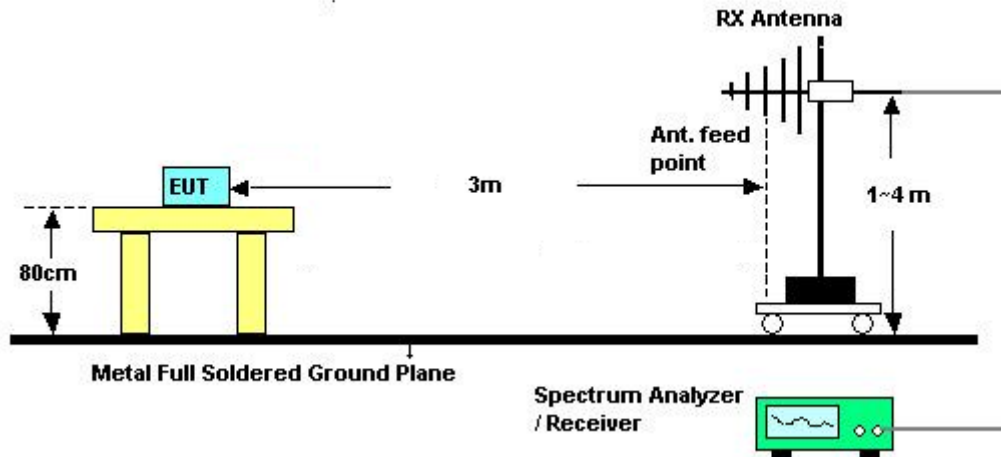 RX Antenna
Ant. feed
point
EUT
3m
1~4 m
80cm
Metal Full Soldered Ground Plane
Spectrum Analyzer
/ Receiver